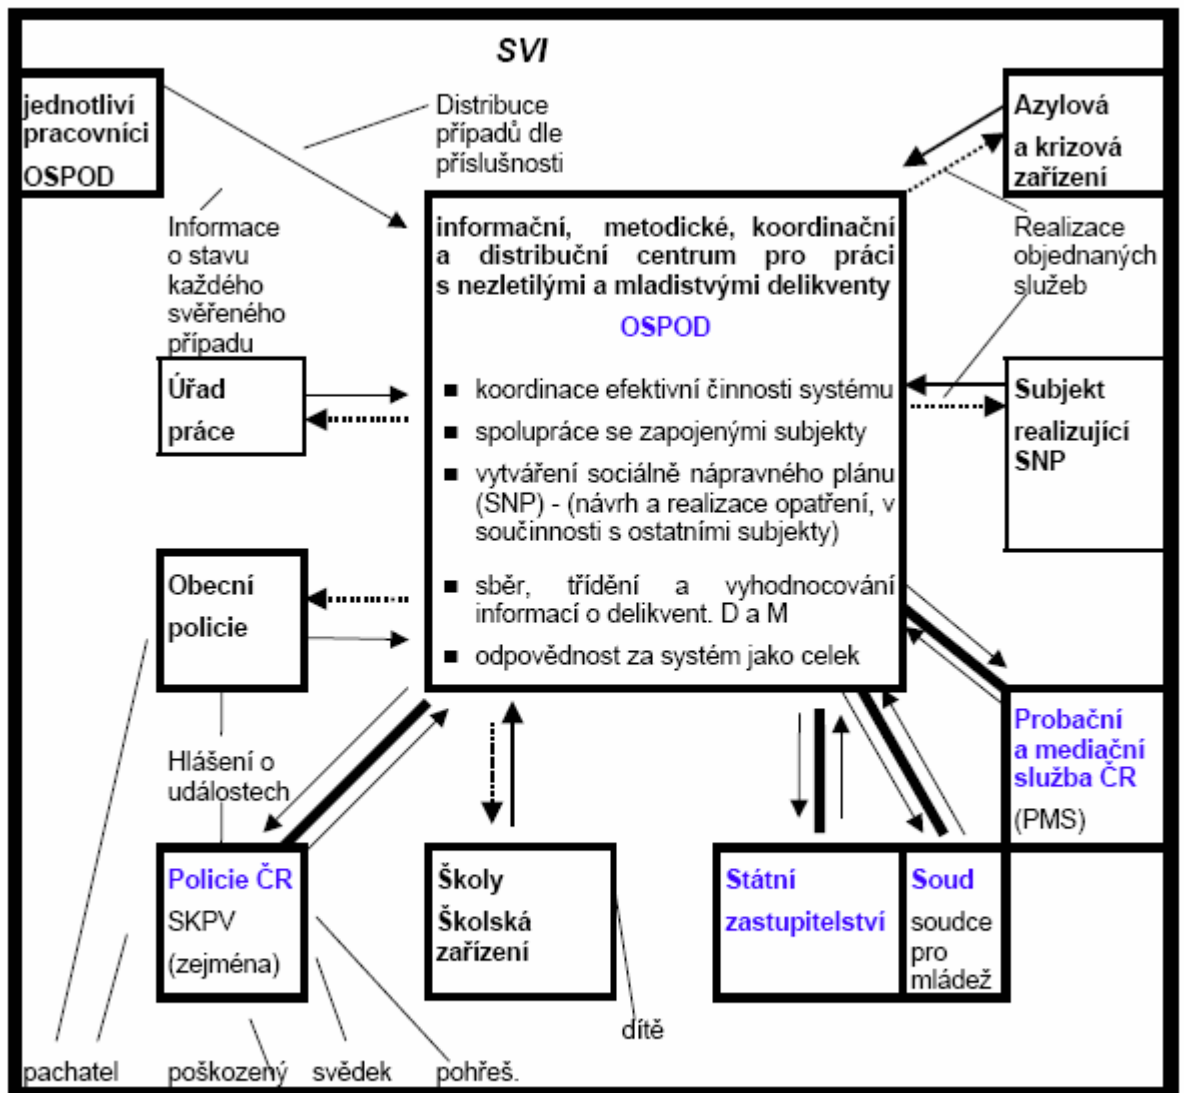 SVI
jednotliví
pracovníci
OSPOD
Distribuce
případů dle
příslušnosti
Azylová
a krizová
zařízení
Informace
o stavu
každého
svěřeného
případu
informační, metodické, koordinační
a distribuční centrum pro práci
s nezletilými a mladistvými delikventy
OSPOD
▪ koordinace efektivní činnosti systému
▪ spolupráce se zapojenými subjekty
▪ vytváření sociálně nápravného plánu
(SNP) - (návrh a realizace opatření, v
součinnosti s ostatními subjekty)
▪ sběr, třídění a vyhodnocování
informací o delikvent. D a M
▪ odpovědnost za systém jako celek
Realizace
objednaných
služeb
Úřad
práce
Subjekt
realizující
SNP
Obecní
policie
Hlášení o
událostech
Probační
a mediační
služba ČR
(PMS)
Policie ČR
SKPV
(zejména)
Školy
Školská
zařízení
Státní
zastupitelství
Soud
soudce
pro
mládež
dítě
pachatel poškozený svědek pohřeš.